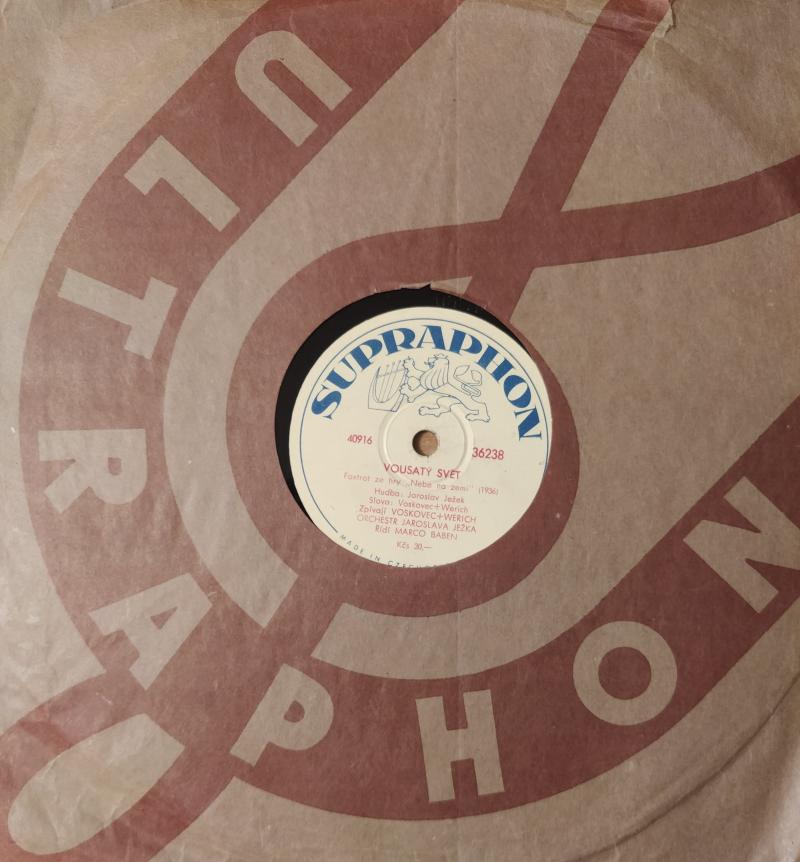 ULTRAPHON
SUPRAPHON
40916
36238
VOUSATÝ SVĚT
Foxtrot ze hry „Nebe na zemi" (1936)
Hudba: Jaroslav Ježek
Slova: Voskovec+Werich
Zpívají VOSKOVEC+WERICH
ORCHESTR JAROSLAVA JEŽKA
Řídí MARCO BABEN
Kčs 30,—
MADE IN